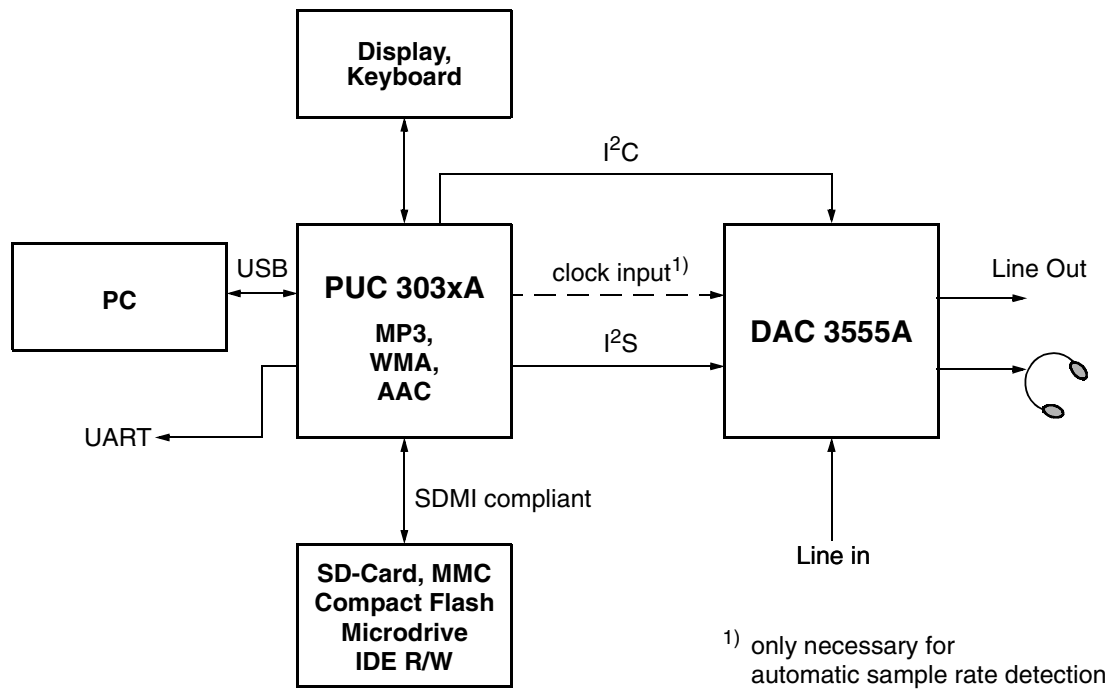 Display,
Keyboard
I²C
PC
USB
PUC 303xA
MP3,
WMA,
AAC
clock input¹⁾
I²S
DAC 3555A
Line Out
UART
SDMI compliant
Line in
SD-Card, MMC
Compact Flash
Microdrive
IDE R/W
¹⁾ only necessary for
automatic sample rate detection